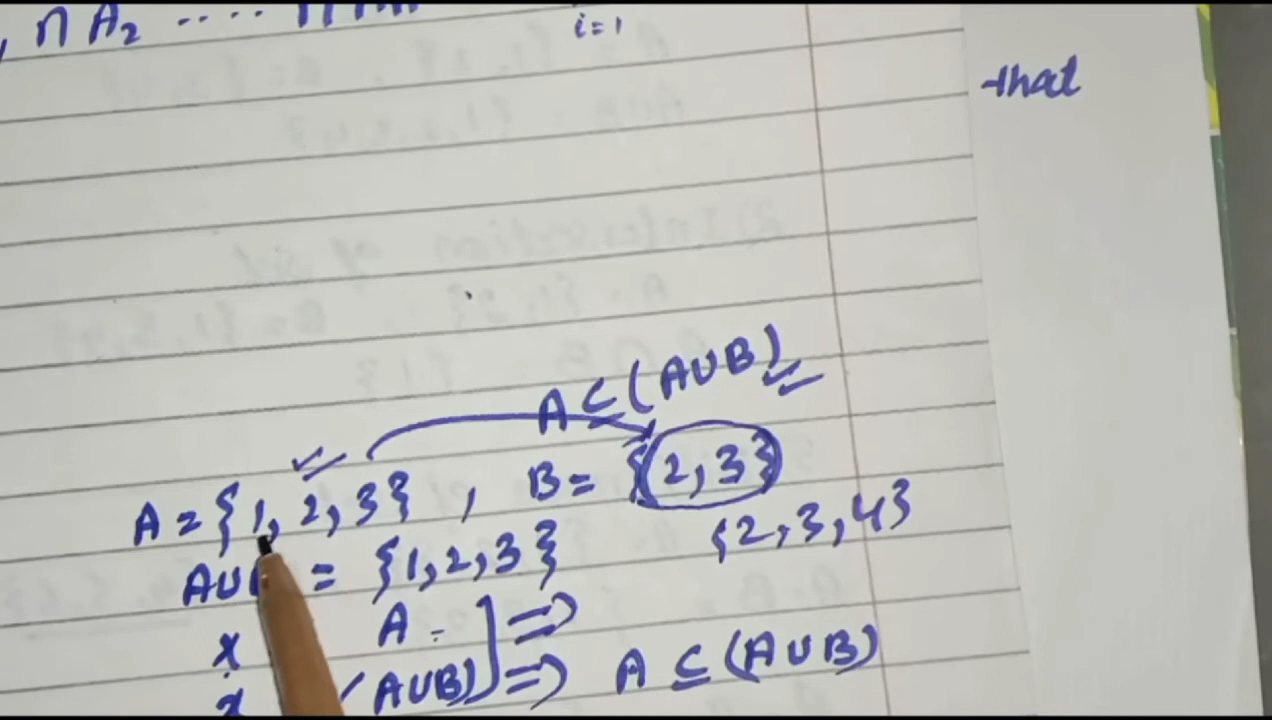 ∩ A₂ ....
i=1
that
A ⊆ (A∪B)
A = {1, 2, 3} , B = {2, 3}
{2, 3, 4}
A∪ = {1, 2, 3}
x A ⇒
x (A∪B) ⇒ A ⊆ (A∪B)